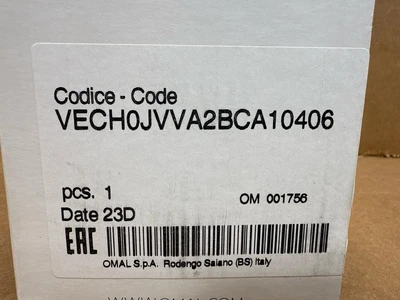 Codice - Code
VECH0JVVA2BCA10406
pcs. 1
OM 001756
Date 23D
EAC
OMAL S.p.A. Rodengo Saiano (BS) Italy